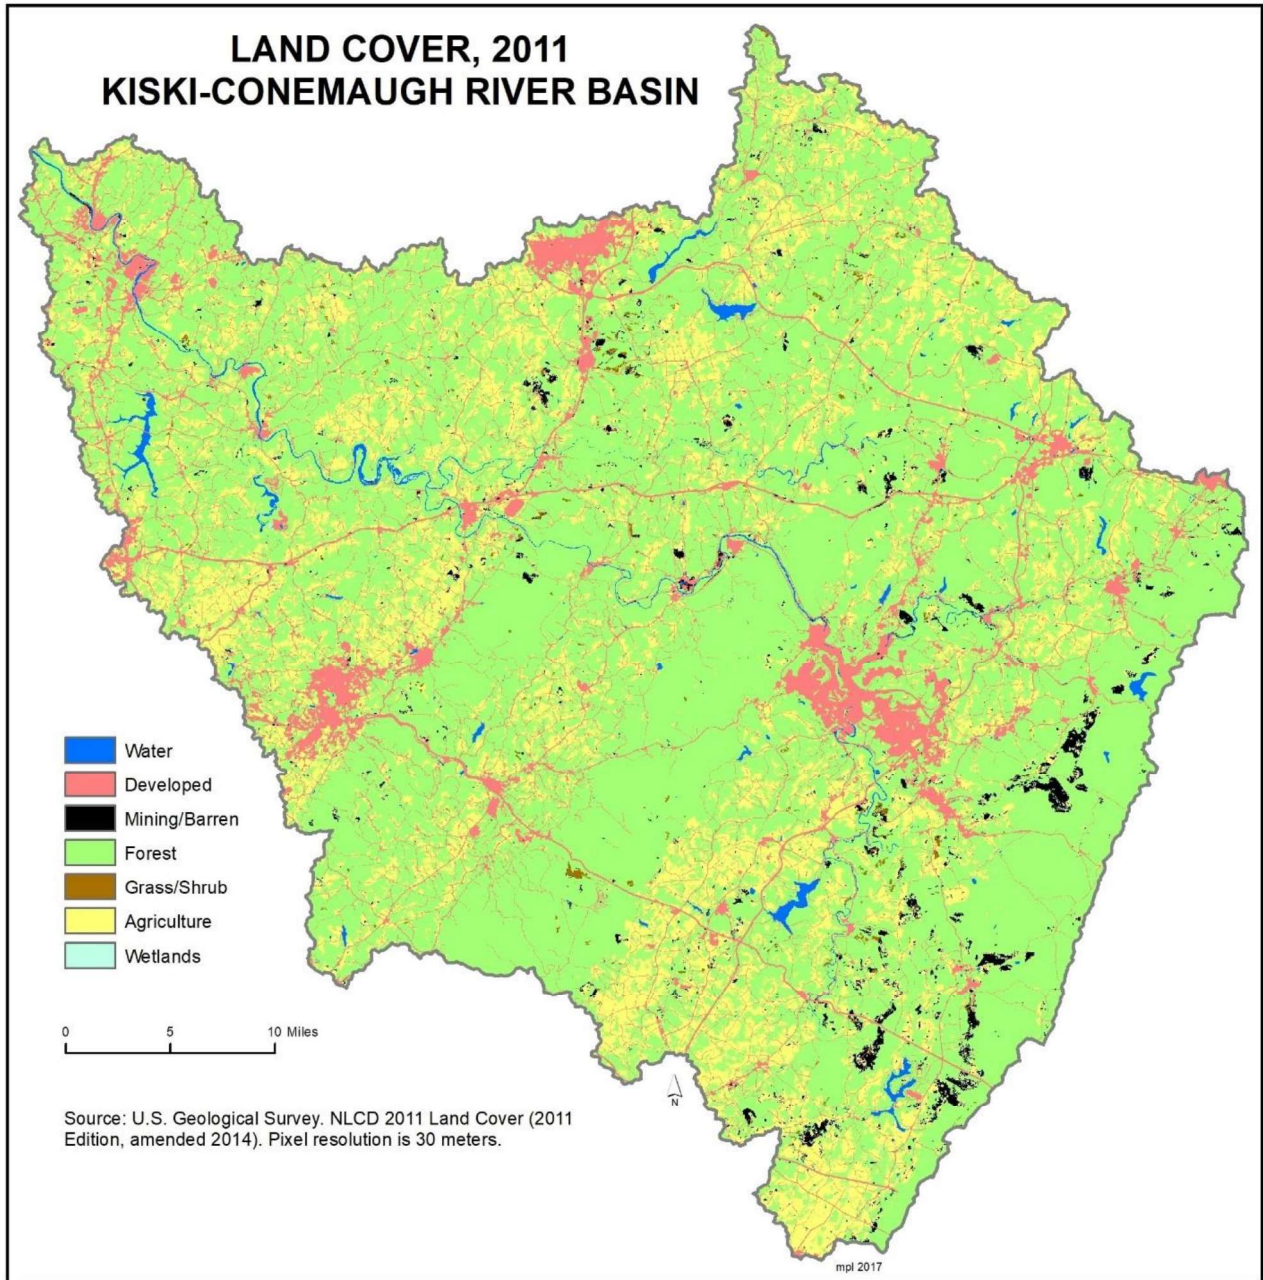 LAND COVER, 2011
KISKI-CONEMAUGH RIVER BASIN
Water
Developed
Mining/Barren
Forest
Grass/Shrub
Agriculture
Wetlands
0 5 10 Miles
N
Source: U.S. Geological Survey. NLCD 2011 Land Cover (2011
Edition, amended 2014). Pixel resolution is 30 meters.
mpl 2017